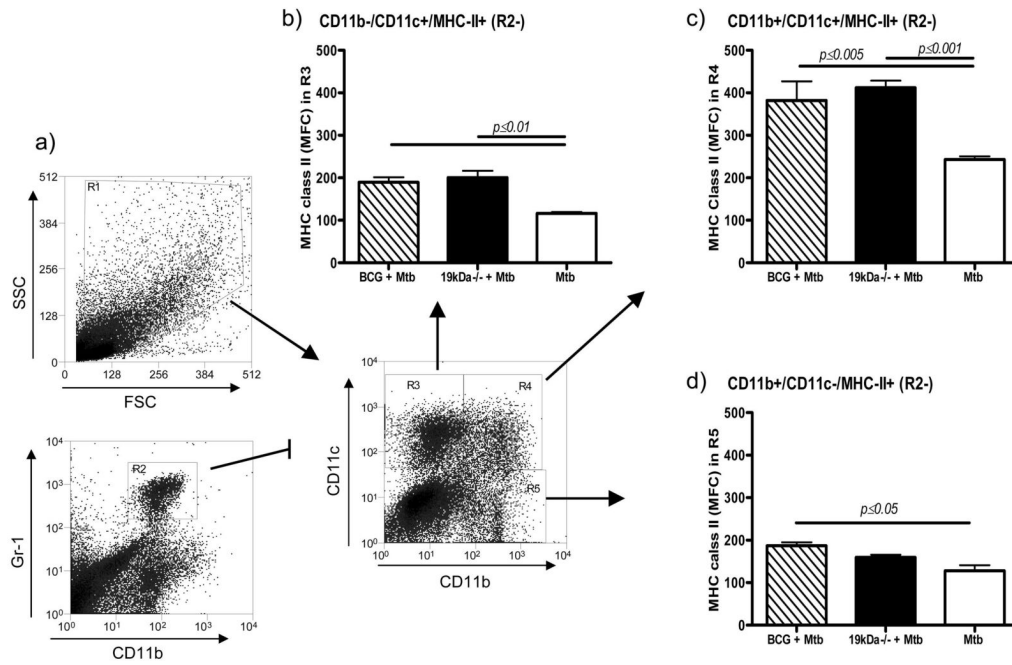 b)
CD11b-/CD11c+/MHC-II+ (R2-)
500
400
300
200
100
0
MHC class II (MFC) in R3
p≤0.01
BCG + Mtb
19kDa-/- + Mtb
Mtb
c)
CD11b+/CD11c+/MHC-II+ (R2-)
500
400
300
200
100
0
MHC Class II (MFC) in R4
p≤0.005
p≤0.001
BCG + Mtb
19kDa-/- + Mtb
Mtb
a)
R1
512
384
256
128
0
SSC
0 128 256 384 512
FSC
R2
10⁴
10³
10²
10¹
10⁰
Gr-1
10⁰ 10¹ 10² 10³ 10⁴
CD11b
R3
R4
R5
10⁴
10³
10²
10¹
10⁰
CD11c
10⁰ 10¹ 10² 10³ 10⁴
CD11b
d)
CD11b+/CD11c-/MHC-II+ (R2-)
500
400
300
200
100
0
MHC calss II (MFC) in R5
p≤0.05
BCG + Mtb
19kDa-/- + Mtb
Mtb